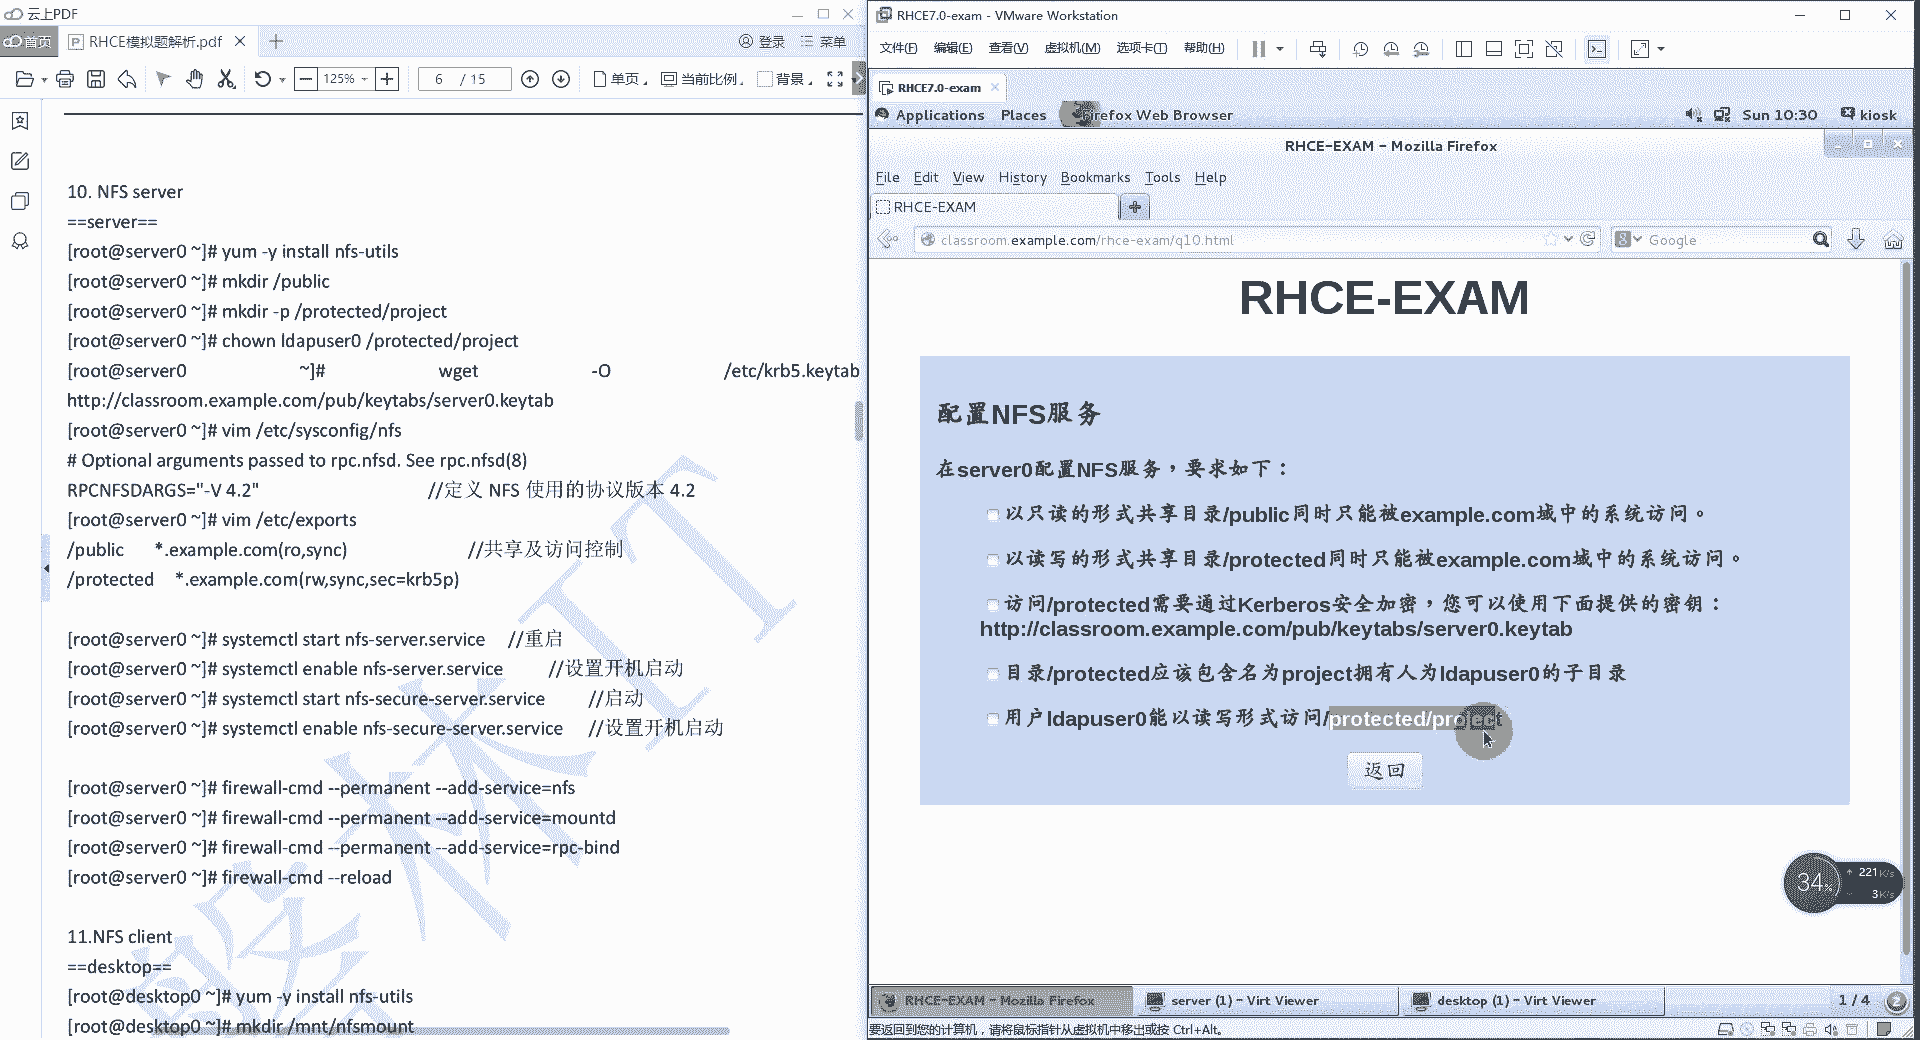 云上PDF
首页
RHCE模拟题解析.pdf
登录
菜单
125%
6 / 15
单页
当前比例
背景
10. NFS server
==server==
[root@server0 ~]# yum -y install nfs-utils
[root@server0 ~]# mkdir /public
[root@server0 ~]# mkdir -p /protected/project
[root@server0 ~]# chown ldapuser0 /protected/project
[root@server0 ~]# wget -O /etc/krb5.keytab
http://classroom.example.com/pub/keytabs/server0.keytab
[root@server0 ~]# vim /etc/sysconfig/nfs
# Optional arguments passed to rpc.nfsd. See rpc.nfsd(8)
RPCNFSDARGS="-V 4.2" //定义 NFS 使用的协议版本 4.2
[root@server0 ~]# vim /etc/exports
/public *.example.com(ro,sync) //共享及访问控制
/protected *.example.com(rw,sync,sec=krb5p)
[root@server0 ~]# systemctl start nfs-server.service //重启
[root@server0 ~]# systemctl enable nfs-server.service //设置开机启动
[root@server0 ~]# systemctl start nfs-secure-server.service //启动
[root@server0 ~]# systemctl enable nfs-secure-server.service //设置开机启动
[root@server0 ~]# firewall-cmd --permanent --add-service=nfs
[root@server0 ~]# firewall-cmd --permanent --add-service=mountd
[root@server0 ~]# firewall-cmd --permanent --add-service=rpc-bind
[root@server0 ~]# firewall-cmd --reload
11.NFS client
==desktop==
[root@desktop0 ~]# yum -y install nfs-utils
[root@desktop0 ~]# mkdir /mnt/nfsmount
林IT
RHCE7.0-exam - VMware Workstation
文件(F) 编辑(E) 查看(V) 虚拟机(M) 选项卡(T) 帮助(H)
RHCE7.0-exam
Applications Places Firefox Web Browser
Sun 10:30
kiosk
RHCE-EXAM – Mozilla Firefox
File Edit View History Bookmarks Tools Help
RHCE-EXAM
classroom.example.com/rhce-exam/q10.html
Google
RHCE-EXAM
配置NFS服务
在server0配置NFS服务，要求如下：
以只读的形式共享目录/public同时只能被example.com域中的系统访问。
以读写的形式共享目录/protected同时只能被example.com域中的系统访问。
访问/protected需要通过Kerberos安全加密，您可以使用下面提供的密钥：
http://classroom.example.com/pub/keytabs/server0.keytab
目录/protected应该包含名为project拥有人为ldapuser0的子目录
用户ldapuser0能以读写形式访问/protected/project
返回
34%
221K/s
3K/s
RHCE-EXAM – Mozilla Firefox
server (1) – Virt Viewer
desktop (1) – Virt Viewer
1 / 4
2
要返回到您的计算机，请将鼠标指针从虚拟机中移出或按 Ctrl+Alt。